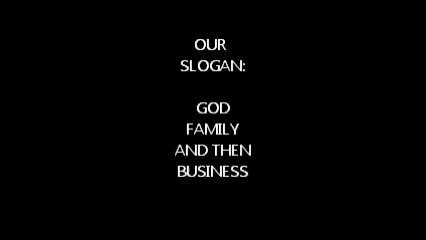 OUR
SLOGAN:
GOD
FAMILY
AND THEN
BUSINESS